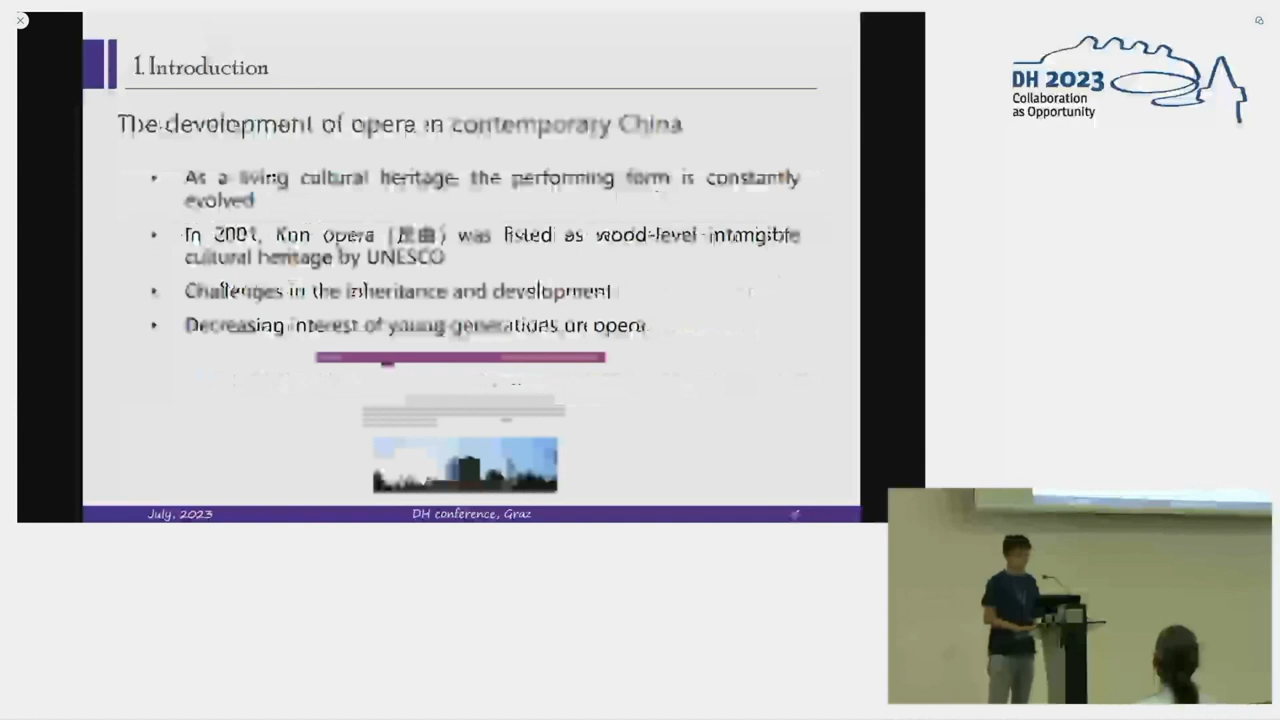 1. Introduction
The development of opera in contemporary China
• As a living cultural heritage the performing form is constantly
evolved
• In 2001, Kun opera (昆曲) was listed as wood-level intangible
cultural heritage by UNESCO
• Challenges in the inheritance and development
• Decreasing interest of young generations on opera
July, 2023
DH conference, Graz
DH 2023
Collaboration
as Opportunity